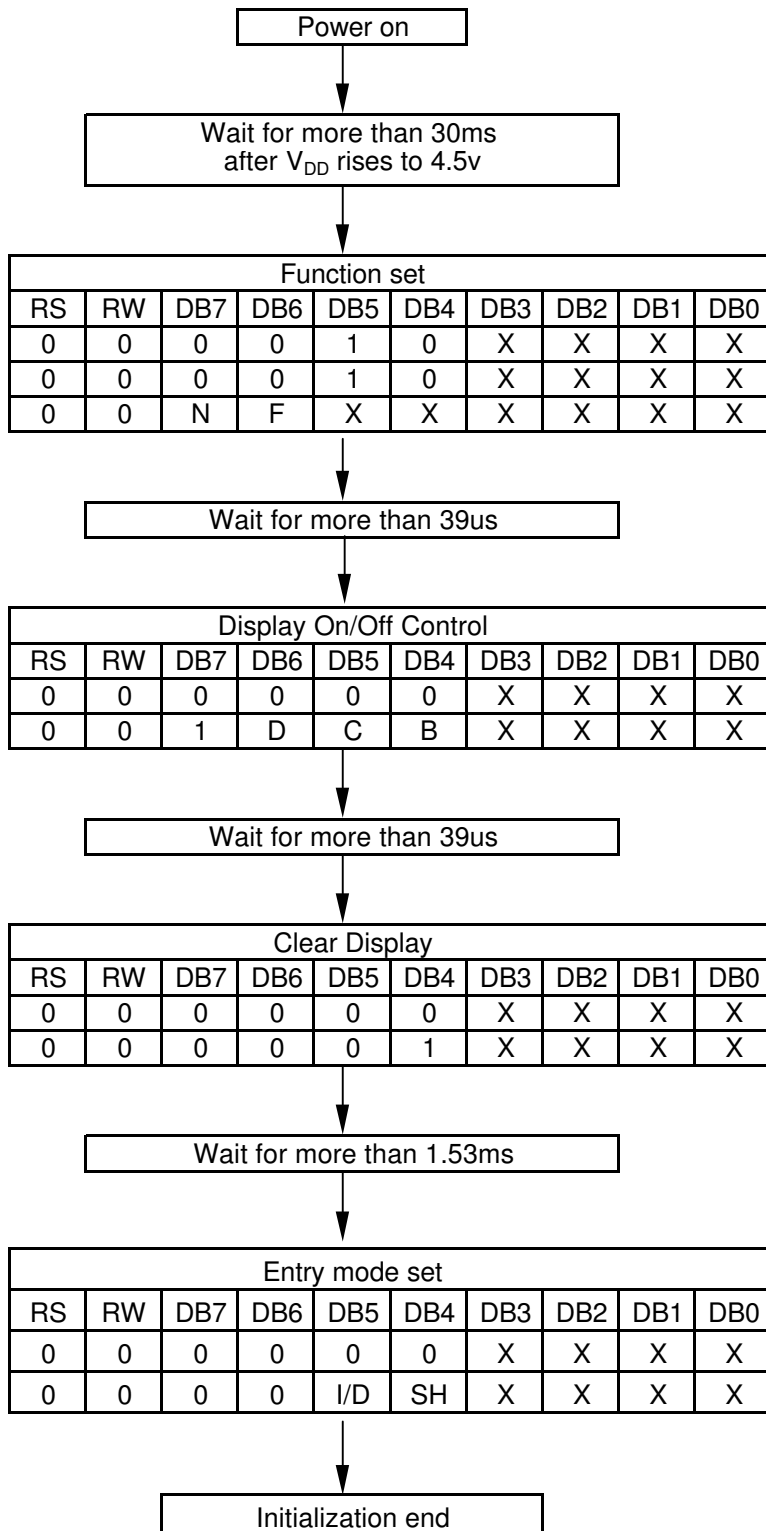 Power on
Wait for more than 30ms
after VDD rises to 4.5v
Function set
RS RW DB7 DB6 DB5 DB4 DB3 DB2 DB1 DB0
0 0 0 0 1 0 X X X X
0 0 0 0 1 0 X X X X
0 0 N F X X X X X X
Wait for more than 39us
Display On/Off Control
RS RW DB7 DB6 DB5 DB4 DB3 DB2 DB1 DB0
0 0 0 0 0 0 X X X X
0 0 1 D C B X X X X
Wait for more than 39us
Clear Display
RS RW DB7 DB6 DB5 DB4 DB3 DB2 DB1 DB0
0 0 0 0 0 0 X X X X
0 0 0 0 0 1 X X X X
Wait for more than 1.53ms
Entry mode set
RS RW DB7 DB6 DB5 DB4 DB3 DB2 DB1 DB0
0 0 0 0 0 0 X X X X
0 0 0 0 I/D SH X X X X
Initialization end